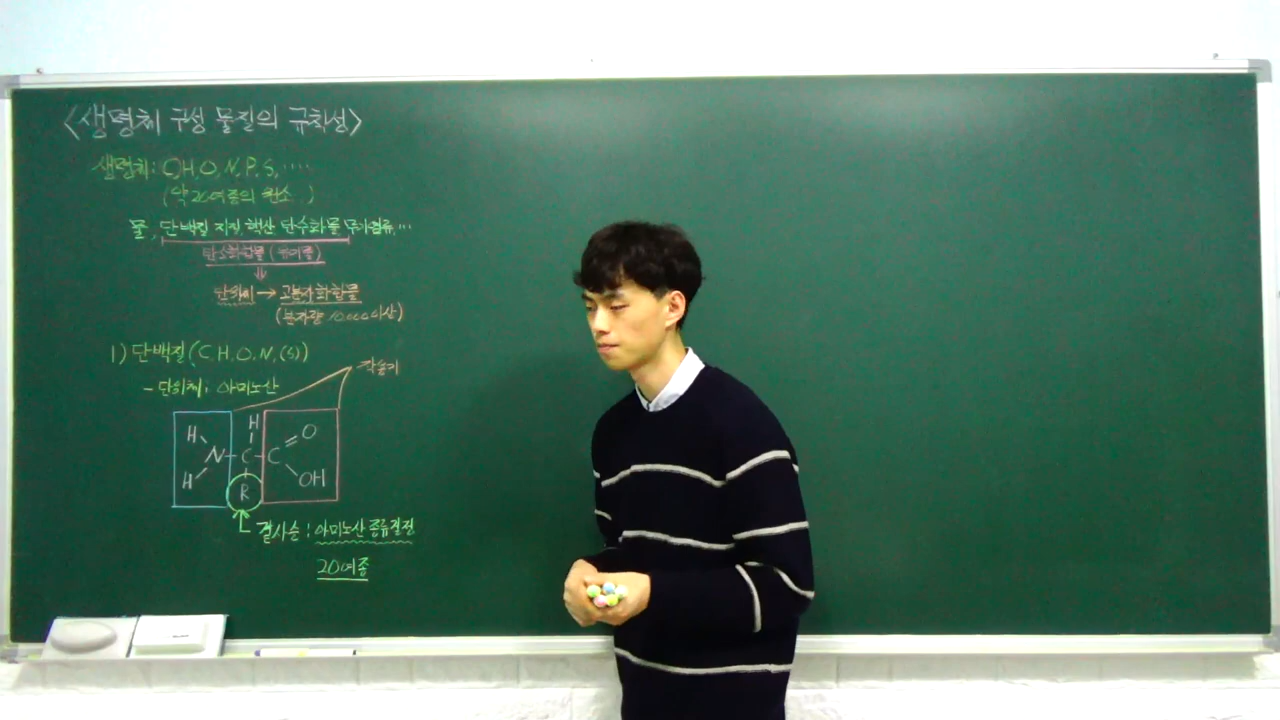 <생명체 구성 물질의 규칙성>
생명체: C, H, O, N, P, S, ....
(약 20여종의 원소..)
물, 단백질, 지질, 핵산, 탄수화물, 무기염류, ...
탄소화합물 (
단위체 → 고분자화합물
(분자량 10,000이상)
1) 단백질(C, H, O, N, (S))
- 단위체: 아미노산
작용기
H
H
N - C - C
O
H
R
OH
곁사슬: 아미노산 종류결정
20여종